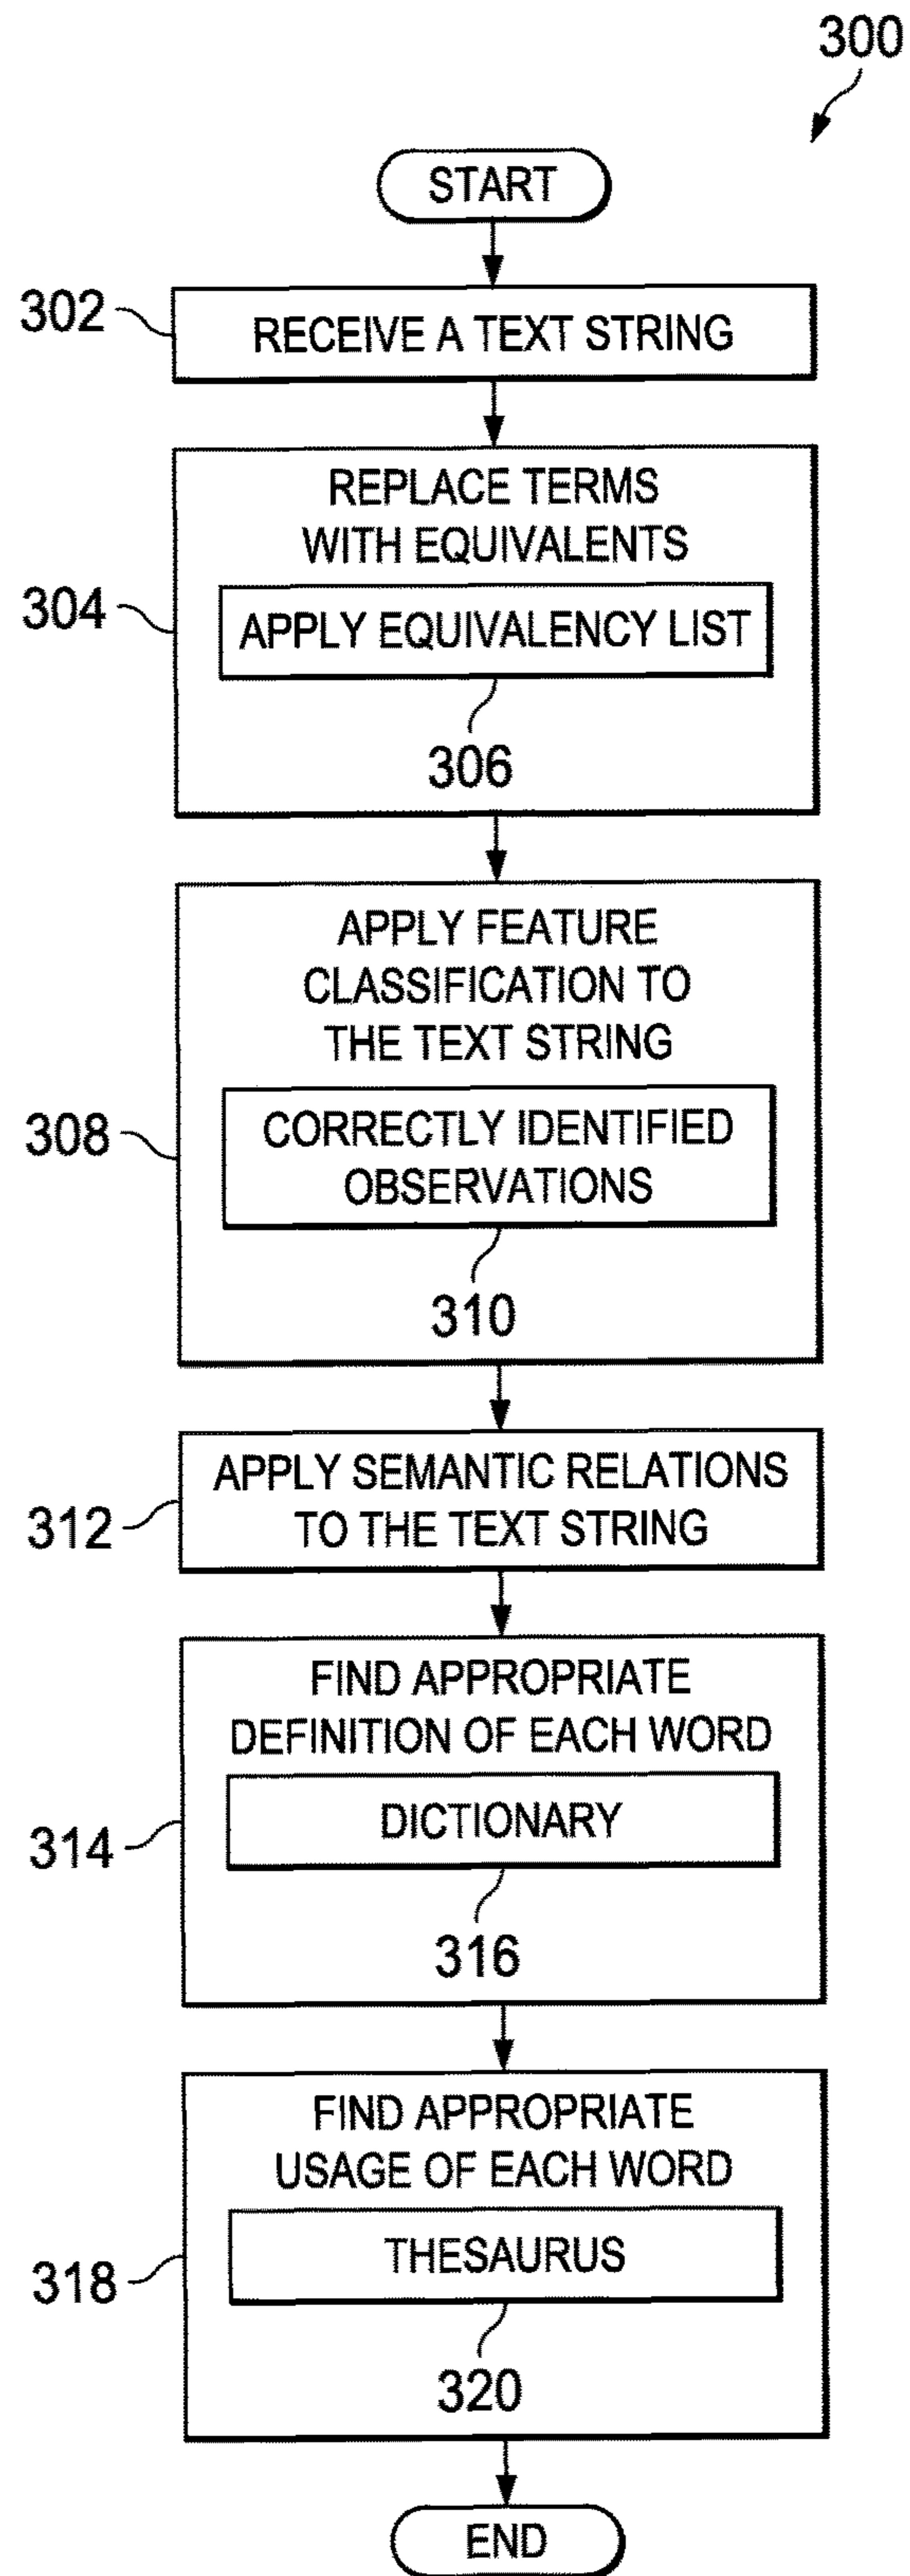 300
START
302
RECEIVE A TEXT STRING
REPLACE TERMS
WITH EQUIVALENTS
304
APPLY EQUIVALENCY LIST
306
APPLY FEATURE
CLASSIFICATION TO
THE TEXT STRING
308
CORRECTLY IDENTIFIED
OBSERVATIONS
310
312
APPLY SEMANTIC RELATIONS
TO THE TEXT STRING
FIND APPROPRIATE
DEFINITION OF EACH WORD
314
DICTIONARY
316
FIND APPROPRIATE
USAGE OF EACH WORD
318
THESAURUS
320
END